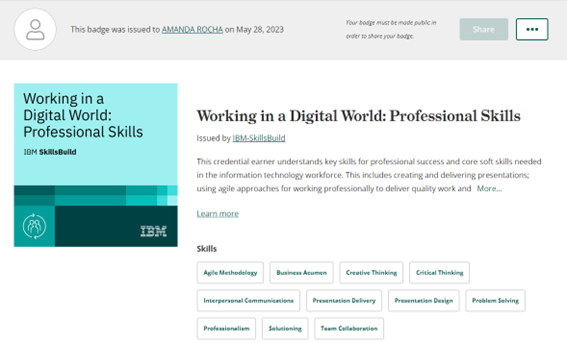 This badge was issued to AMANDA ROCHA on May 28, 2023
Your badge must be made public in
order to share your badge.
Share
•••
Working in a
Digital World:
Professional Skills
IBM SkillsBuild
IBM
Working in a Digital World: Professional Skills
Issued by IBM-SkillsBuild
This credential earner understands key skills for professional success and core soft skills needed
in the information technology workforce. This includes creating and delivering presentations;
using agile approaches for working professionally to deliver quality work and More...
Learn more
Skills
Agile Methodology Business Acumen Creative Thinking Critical Thinking
Interpersonal Communications Presentation Delivery Presentation Design Problem Solving
Professionalism Solutioning Team Collaboration